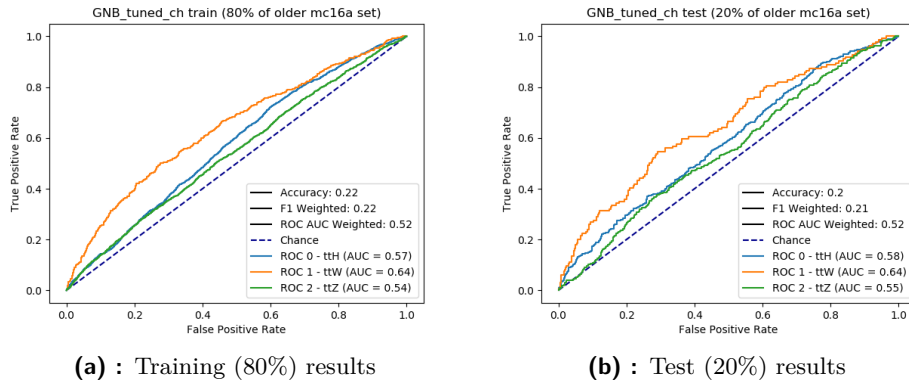 GNB_tuned_ch train (80% of older mc16a set)
True Positive Rate
1.0
0.8
0.6
0.4
0.2
0.0
Accuracy: 0.22
F1 Weighted: 0.22
ROC AUC Weighted: 0.52
Chance
ROC 0 - ttH (AUC = 0.57)
ROC 1 - ttW (AUC = 0.64)
ROC 2 - ttZ (AUC = 0.54)
0.0 0.2 0.4 0.6 0.8 1.0
False Positive Rate
(a) : Training (80%) results
GNB_tuned_ch test (20% of older mc16a set)
True Positive Rate
1.0
0.8
0.6
0.4
0.2
0.0
Accuracy: 0.2
F1 Weighted: 0.21
ROC AUC Weighted: 0.52
Chance
ROC 0 - ttH (AUC = 0.58)
ROC 1 - ttW (AUC = 0.64)
ROC 2 - ttZ (AUC = 0.55)
0.0 0.2 0.4 0.6 0.8 1.0
False Positive Rate
(b) : Test (20%) results